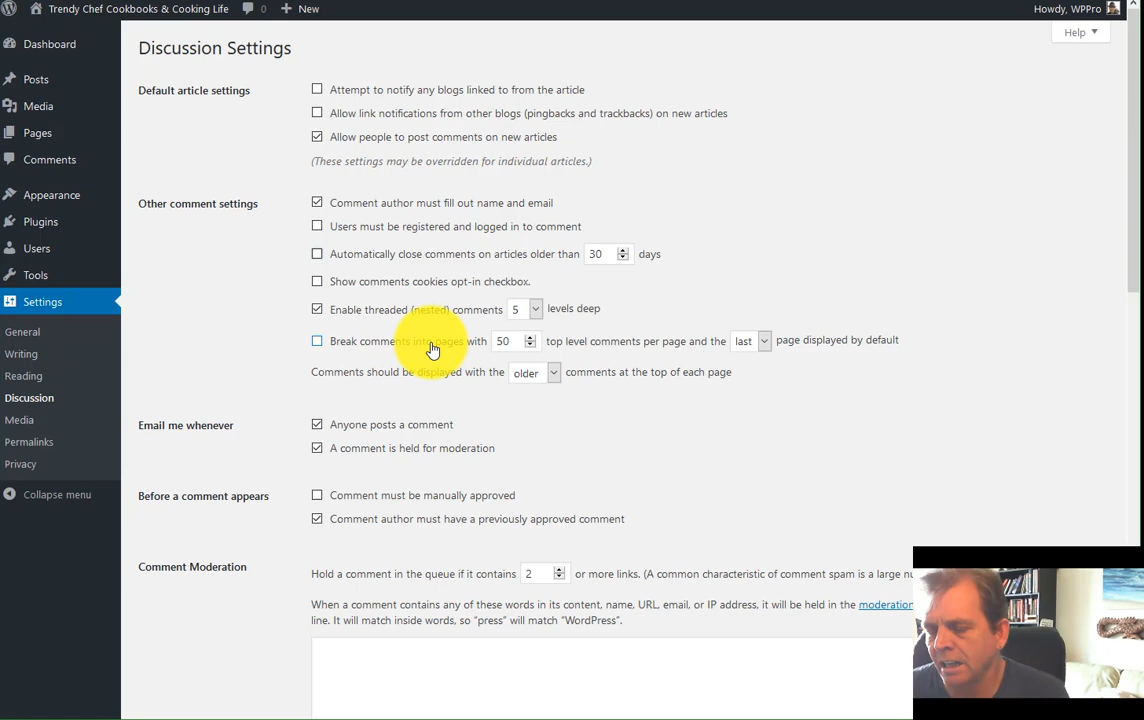 Trendy Chef Cookbooks & Cooking Life 0 New Howdy, WPPro
Help
Dashboard
Posts
Media
Pages
Comments
Appearance
Plugins
Users
Tools
Settings
General
Writing
Reading
Discussion
Media
Permalinks
Privacy
Collapse menu
Discussion Settings
Default article settings
Attempt to notify any blogs linked to from the article
Allow link notifications from other blogs (pingbacks and trackbacks) on new articles
Allow people to post comments on new articles
(These settings may be overridden for individual articles.)
Other comment settings
Comment author must fill out name and email
Users must be registered and logged in to comment
Automatically close comments on articles older than 30 days
Show comments cookies opt-in checkbox.
Enable threaded (nested) comments 5 levels deep
Break comments into pages with 50 top level comments per page and the last page displayed by default
Comments should be displayed with the older comments at the top of each page
Email me whenever
Anyone posts a comment
A comment is held for moderation
Before a comment appears
Comment must be manually approved
Comment author must have a previously approved comment
Comment Moderation
Hold a comment in the queue if it contains 2 or more links. (A common characteristic of comment spam is a large
When a comment contains any of these words in its content, name, URL, email, or IP address, it will be held in the moderation
line. It will match inside words, so "press" will match "WordPress".